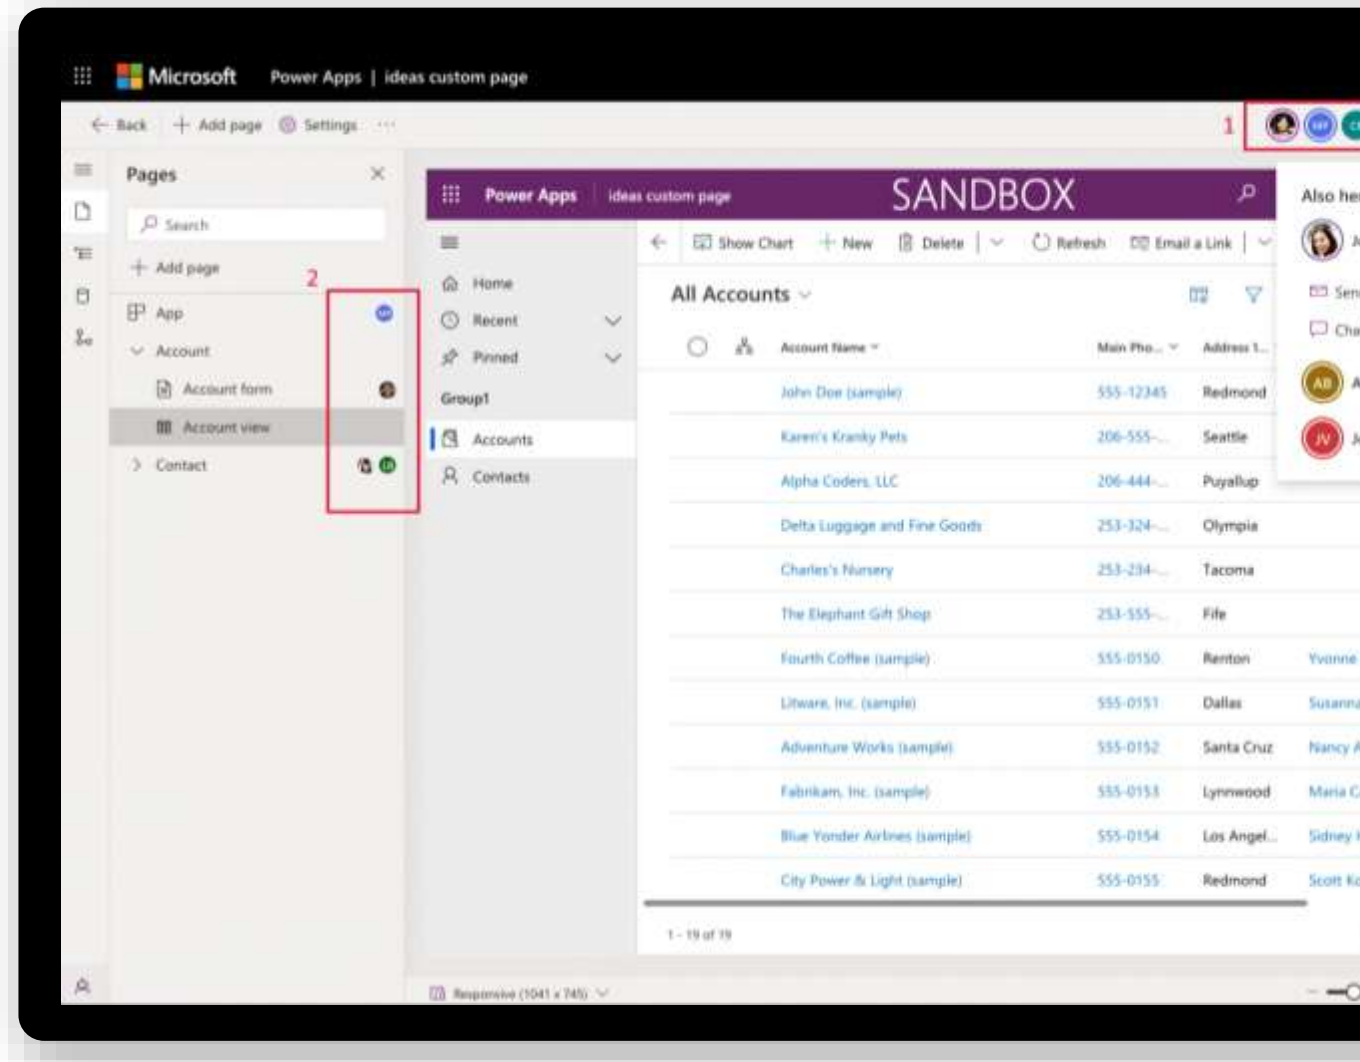 Microsoft Power Apps | ideas custom page
Back + Add page Settings ...
1
Pages
Search
+ Add page
2
App
Account
Account form
Account view
Contact
Power Apps | ideas custom page
SANDBOX
Home
Recent
Pinned
Group1
Accounts
Contacts
Show Chart + New Delete Refresh Email a Link
All Accounts
Account Name Main Pho... Address 1...
John Doe (sample) 555-12345 Redmond
Karen's Kranky Pets 206-555-... Seattle
Alpha Coders, LLC 206-444-... Puyallup
Delta Luggage and Fine Goods 253-324-... Olympia
Charles's Nursery 253-234-... Tacoma
The Elephant Gift Shop 253-555-... Fife
Fourth Coffee (sample) 555-0150 Renton Yvonne
Litware, Inc. (sample) 555-0151 Dallas Susanna
Adventure Works (sample) 555-0152 Santa Cruz Nancy A
Fabrikam, Inc. (sample) 555-0153 Lynnwood Maria C
Blue Yonder Airlines (sample) 555-0154 Los Angel... Sidney
City Power & Light (sample) 555-0155 Redmond Scott Ko
1 - 19 of 19
Responsive (1041 x 745)
Also her
Sen
Cha
AB A
JV